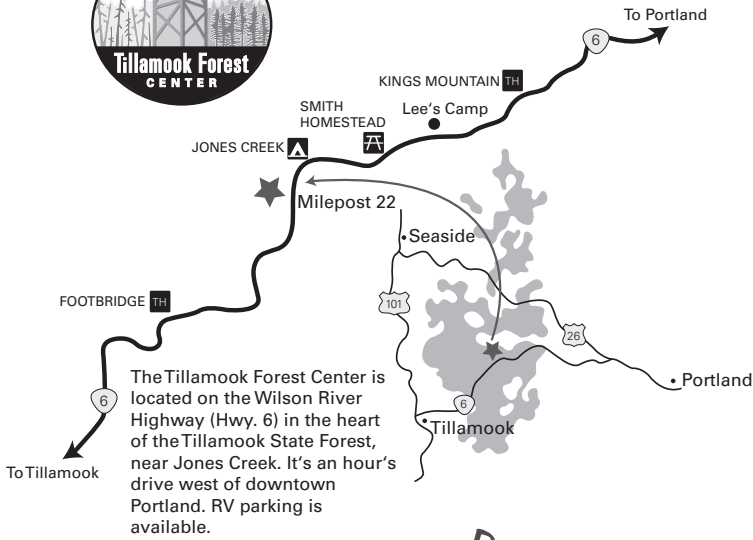 Tillamook Forest
CENTER
To Portland
6
KINGS MOUNTAIN TH
Lee's Camp
SMITH
HOMESTEAD
JONES CREEK
Milepost 22
Seaside
101
26
FOOTBRIDGE TH
Portland
6
6
Tillamook
To Tillamook
The Tillamook Forest Center is
located on the Wilson River
Highway (Hwy. 6) in the heart
of the Tillamook State Forest,
near Jones Creek. It's an hour's
drive west of downtown
Portland. RV parking is
available.